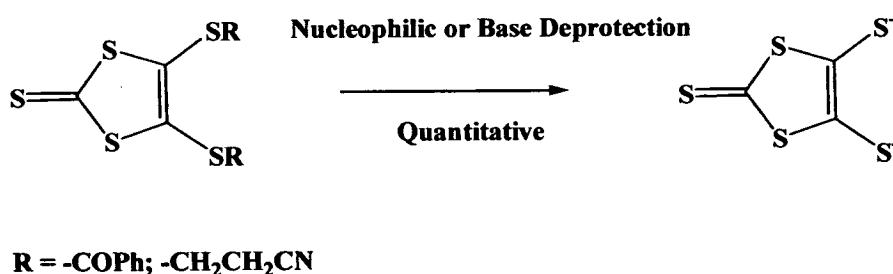 SR
Nucleophilic or Base Deprotection
S-
S
S
S
S
Quantitative
S
S
SR
S-
R = -COPh; -CH₂CH₂CN